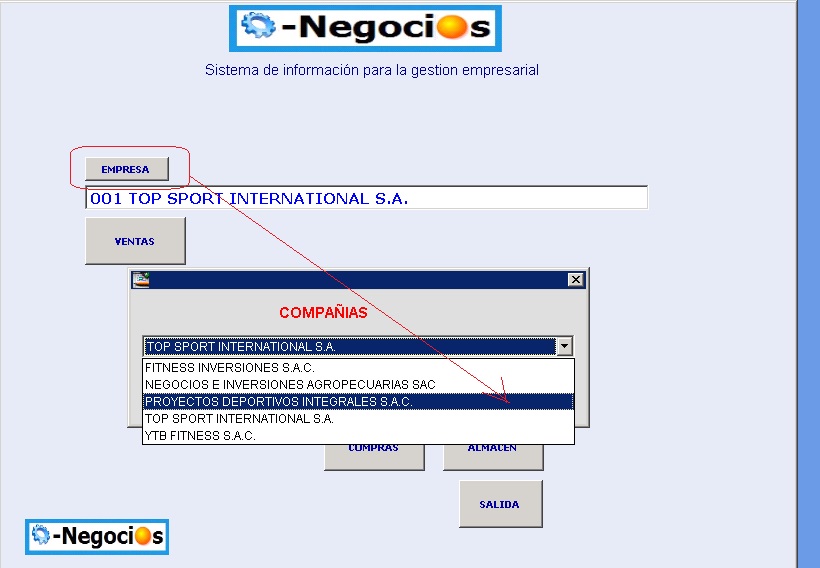 -Negocios
Sistema de información para la gestion empresarial
EMPRESA
001 TOP SPORT INTERNATIONAL S.A.
VENTAS
COMPAÑIAS
TOP SPORT INTERNATIONAL S.A.
FITNESS INVERSIONES S.A.C.
NEGOCIOS E INVERSIONES AGROPECUARIAS SAC
PROYECTOS DEPORTIVOS INTEGRALES S.A.C.
TOP SPORT INTERNATIONAL S.A.
YTB FITNESS S.A.C.
COMPRAS ALMACEN
SALIDA
-Negocios